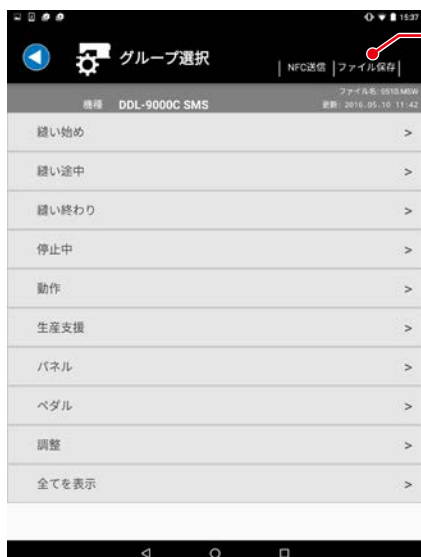 15:37
グループ選択
NFC送信
ファイル保存
ファイル名: 0510.MSW
機種 DDL-9000C SMS
更新: 2016.05.10 11:42
縫い始め >
縫い途中 >
縫い終わり >
停止中 >
動作 >
生産支援 >
パネル >
ペダル >
調整 >
全てを表示 >